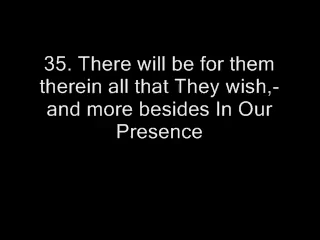 35. There will be for them
therein all that They wish,-
and more besides In Our
Presence